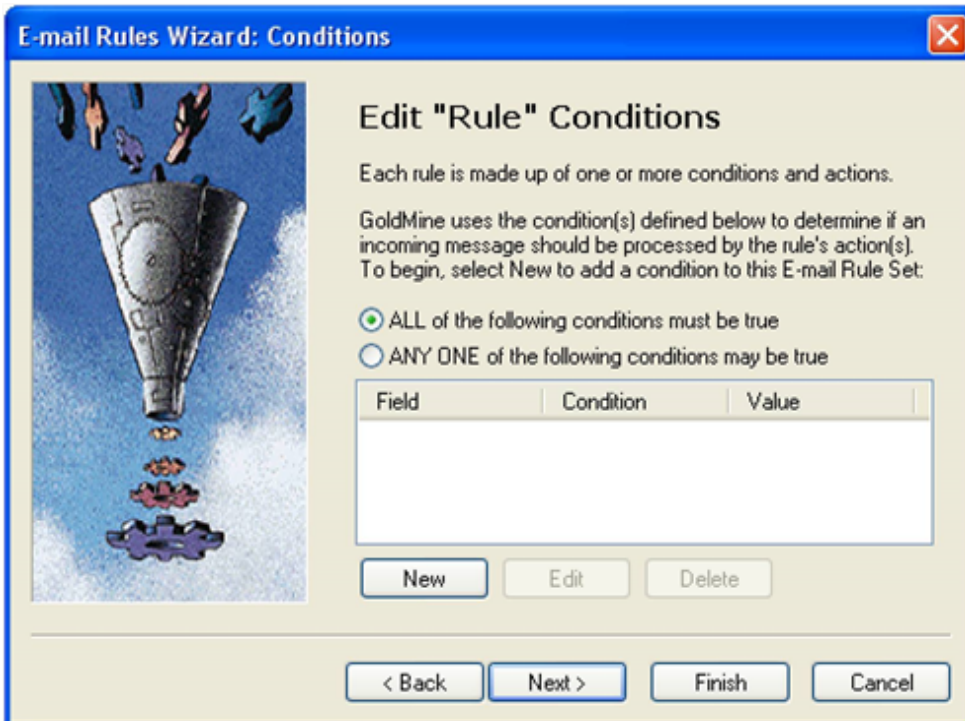 E-mail Rules Wizard: Conditions
Edit "Rule" Conditions
Each rule is made up of one or more conditions and actions.
GoldMine uses the condition(s) defined below to determine if an
incoming message should be processed by the rule's action(s).
To begin, select New to add a condition to this E-mail Rule Set:
ALL of the following conditions must be true
ANY ONE of the following conditions may be true
Field Condition Value
New Edit Delete
< Back Next > Finish Cancel